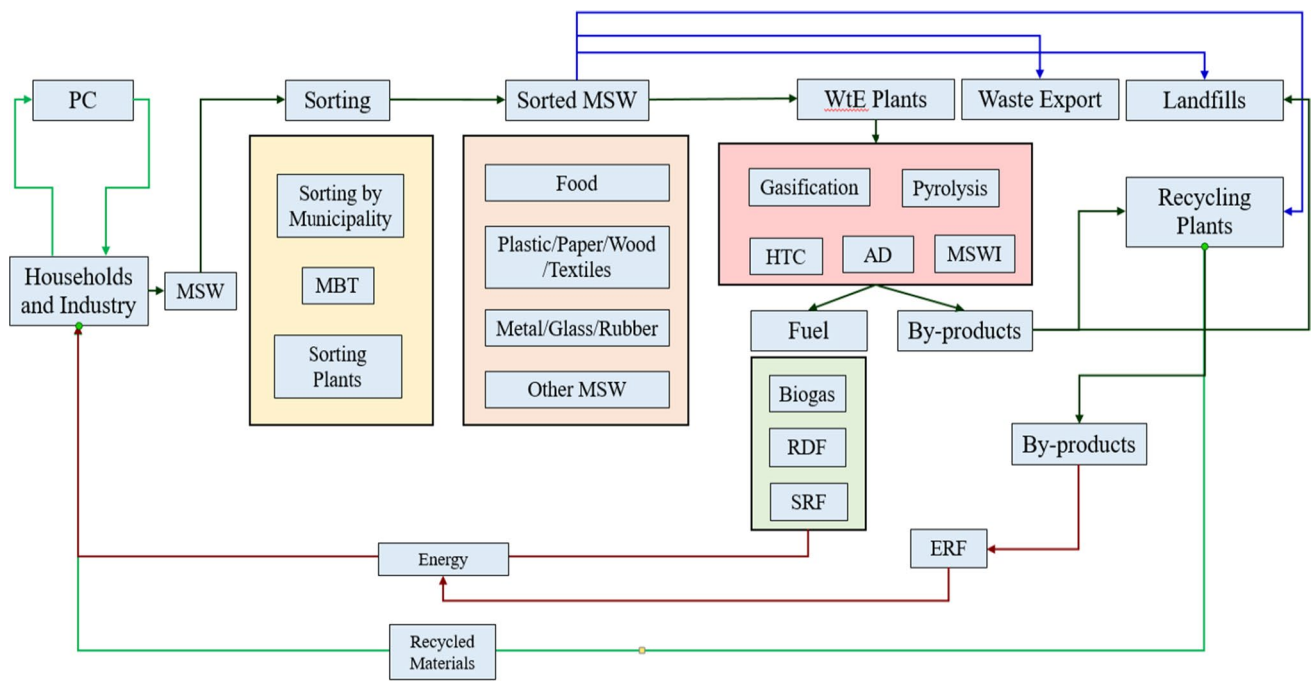 PC
Sorting
Sorted MSW
WtE Plants
Waste Export
Landfills
Households
and Industry
MSW
Sorting by
Municipality
MBT
Sorting
Plants
Food
Plastic/Paper/Wood
/Textiles
Metal/Glass/Rubber
Other MSW
Gasification
Pyrolysis
HTC
AD
MSWI
Recycling
Plants
Fuel
By-products
Biogas
RDF
SRF
By-products
ERF
Energy
Recycled
Materials